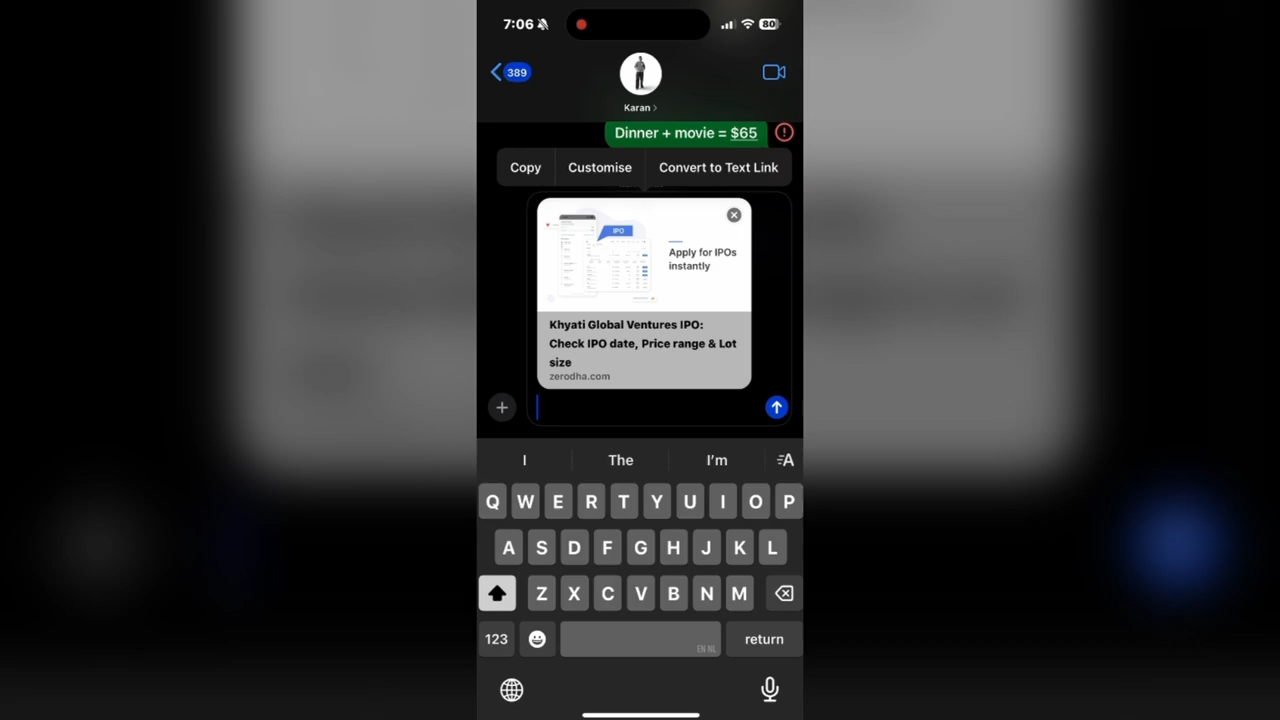 7:06
80
389
Karan
Dinner + movie = $65
Copy
Customise
Convert to Text Link
IPO
Apply for IPOs
instantly
Khyati Global Ventures IPO:
Check IPO date, Price range & Lot
size
zerodha.com
I
The
I'm
A
Q W E R T Y U I O P
A S D F G H J K L
Z X C V B N M
123
EN NL
return